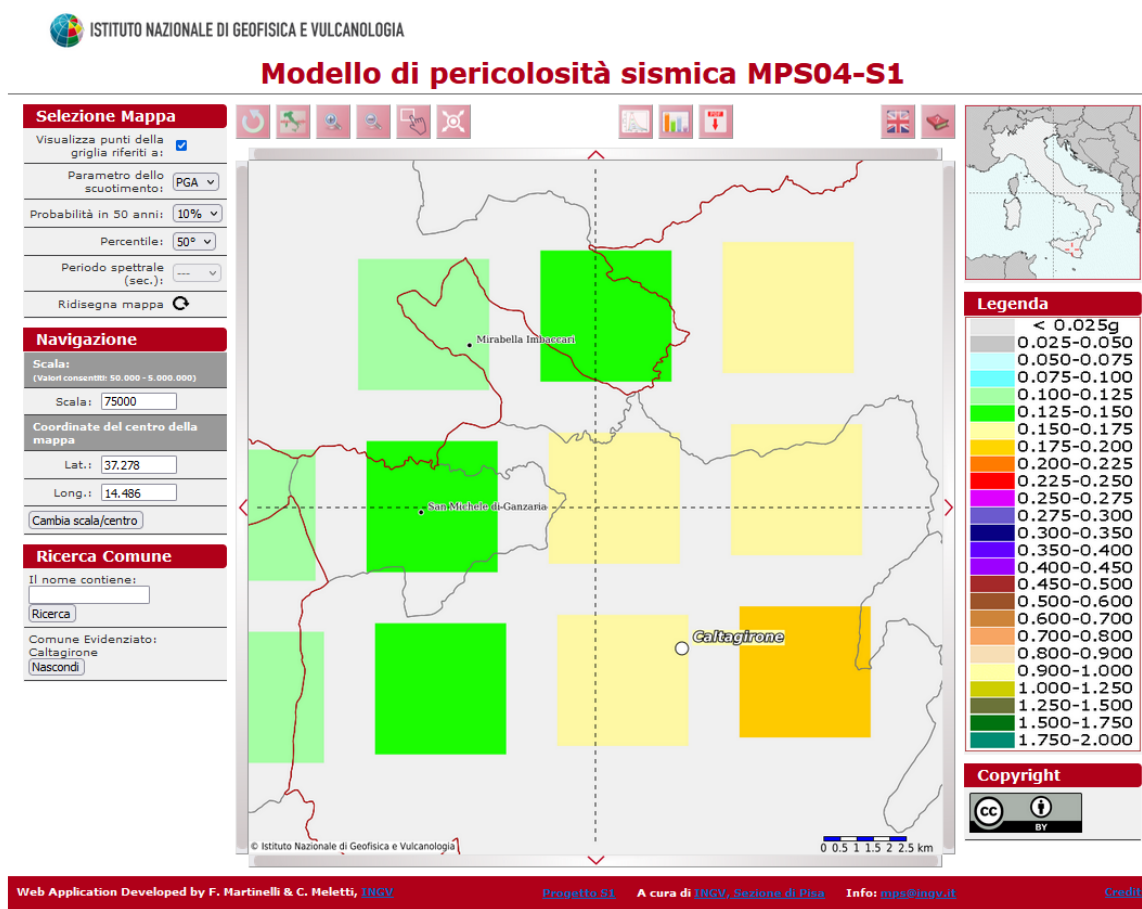 ISTITUTO NAZIONALE DI GEOFISICA E VULCANOLOGIA
Modello di pericolosità sismica MPS04-S1
Selezione Mappa
Visualizza punti della
griglia riferiti a:
Parametro dello
scuotimento:
PGA
Probabilità in 50 anni:
10%
Percentile:
50°
Periodo spettrale
(sec.):
---
Ridisegna mappa
Navigazione
Scala:
(Valori consentiti: 50.000 - 5.000.000)
Scala:
75000
Coordinate del centro della
mappa
Lat.:
37.278
Long.:
14.486
Cambia scala/centro
Ricerca Comune
Il nome contiene:
Ricerca
Comune Evidenziato:
Caltagirone
Nascondi
Mirabella Imbaccari
San Michele di Ganzaria
Caltagirone
© Istituto Nazionale di Geofisica e Vulcanologia
0 0.5 1 1.5 2 2.5 km
Legenda
< 0.025g
0.025-0.050
0.050-0.075
0.075-0.100
0.100-0.125
0.125-0.150
0.150-0.175
0.175-0.200
0.200-0.225
0.225-0.250
0.250-0.275
0.275-0.300
0.300-0.350
0.350-0.400
0.400-0.450
0.450-0.500
0.500-0.600
0.600-0.700
0.700-0.800
0.800-0.900
0.900-1.000
1.000-1.250
1.250-1.500
1.500-1.750
1.750-2.000
Copyright
cc
BY
Web Application Developed by F. Martinelli & C. Meletti, INGV
Progetto S1
A cura di INGV, Sezione di Pisa
Info: mps@ingv.it
Credit